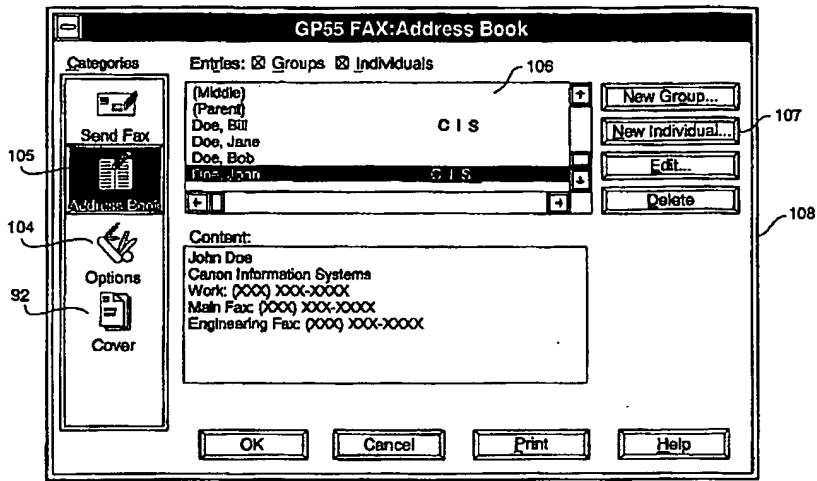 GP55 FAX:Address Book
Categories
Entries: Groups Individuals
106
(Middle)
(Parent)
Doe, Bill CIS
Doe, Jane
Doe, Bob
Doe, John CIS
New Group...
New Individual...
107
Edit...
Delete
108
Send Fax
105
Address Book
104
Options
92
Cover
Content:
John Doe
Canon Information Systems
Work: (XXX) XXX-XXXX
Main Fax: (XXX) XXX-XXXX
Engineering Fax: (XXX) XXX-XXXX
OK Cancel Print Help